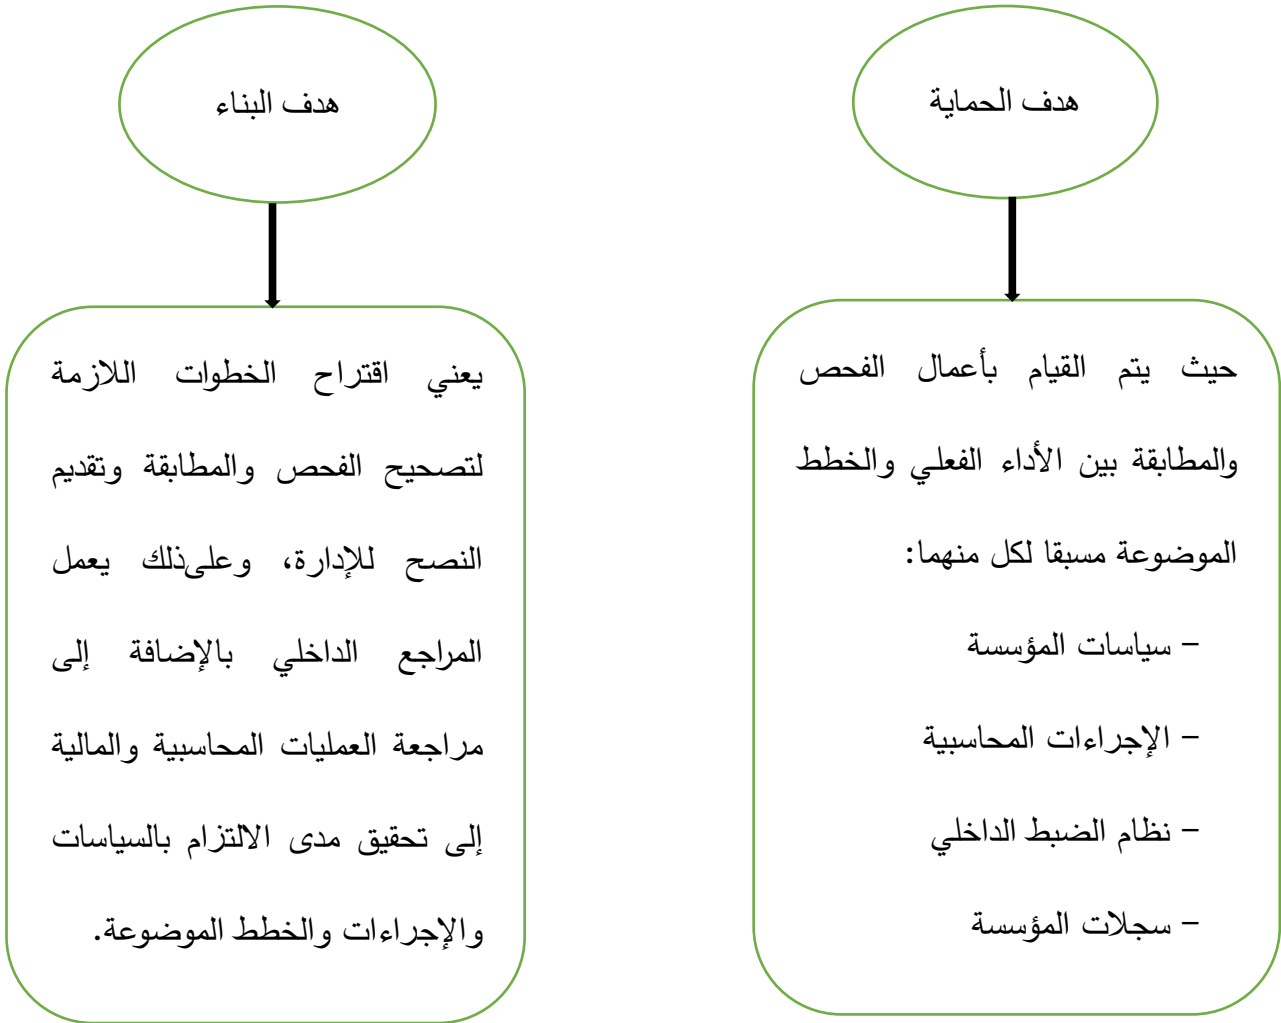 هدف الحماية
حيث يتم القيام بأعمال الفحص
والمطابقة بين الأداء الفعلي والخطط
الموضوعة مسبقا لكل منهما:
- سياسات المؤسسة
- الإجراءات المحاسبية
- نظام الضبط الداخلي
- سجلات المؤسسة
هدف البناء
يعني اقتراح الخطوات اللازمة
لتصحيح الفحص والمطابقة وتقديم
النصح للإدارة، وعلىذلك يعمل
المراجع الداخلي بالإضافة إلى
مراجعة العمليات المحاسبية والمالية
إلى تحقيق مدى الالتزام بالسياسات
والإجراءات والخطط الموضوعة.